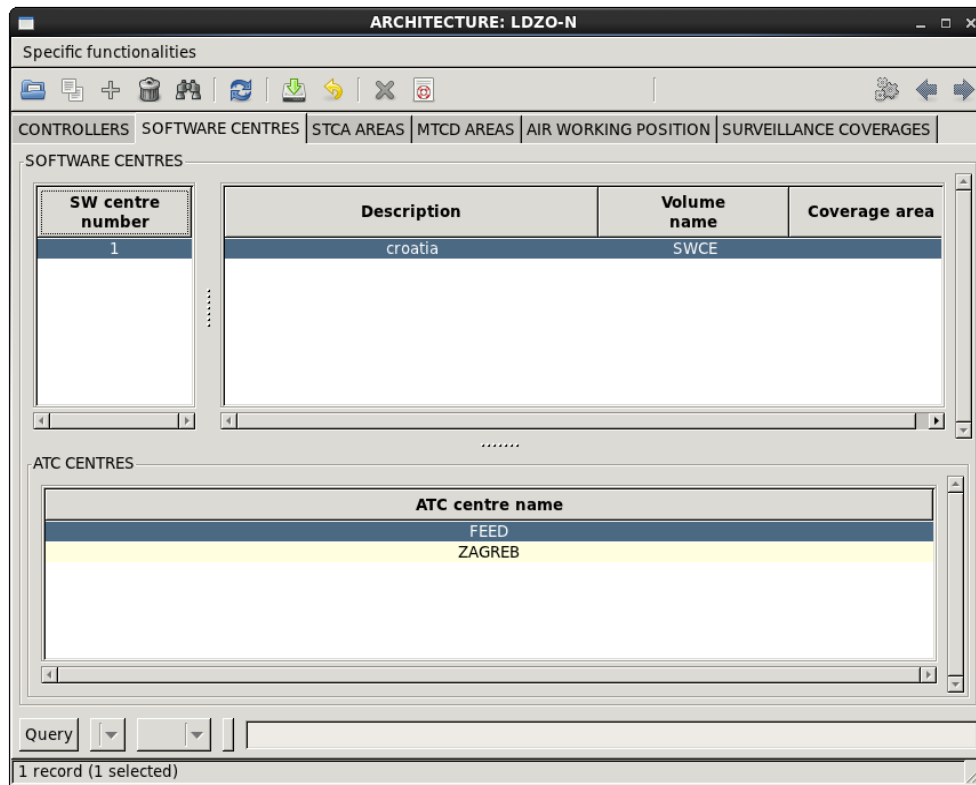 ARCHITECTURE: LDZO-N
Specific functionalities
CONTROLLERS SOFTWARE CENTRES STCA AREAS MTCD AREAS AIR WORKING POSITION SURVEILLANCE COVERAGES
SOFTWARE CENTRES
SW centre number
Description Volume name Coverage area
1 croatia SWCE
ATC CENTRES
ATC centre name
FEED
ZAGREB
Query
1 record (1 selected)